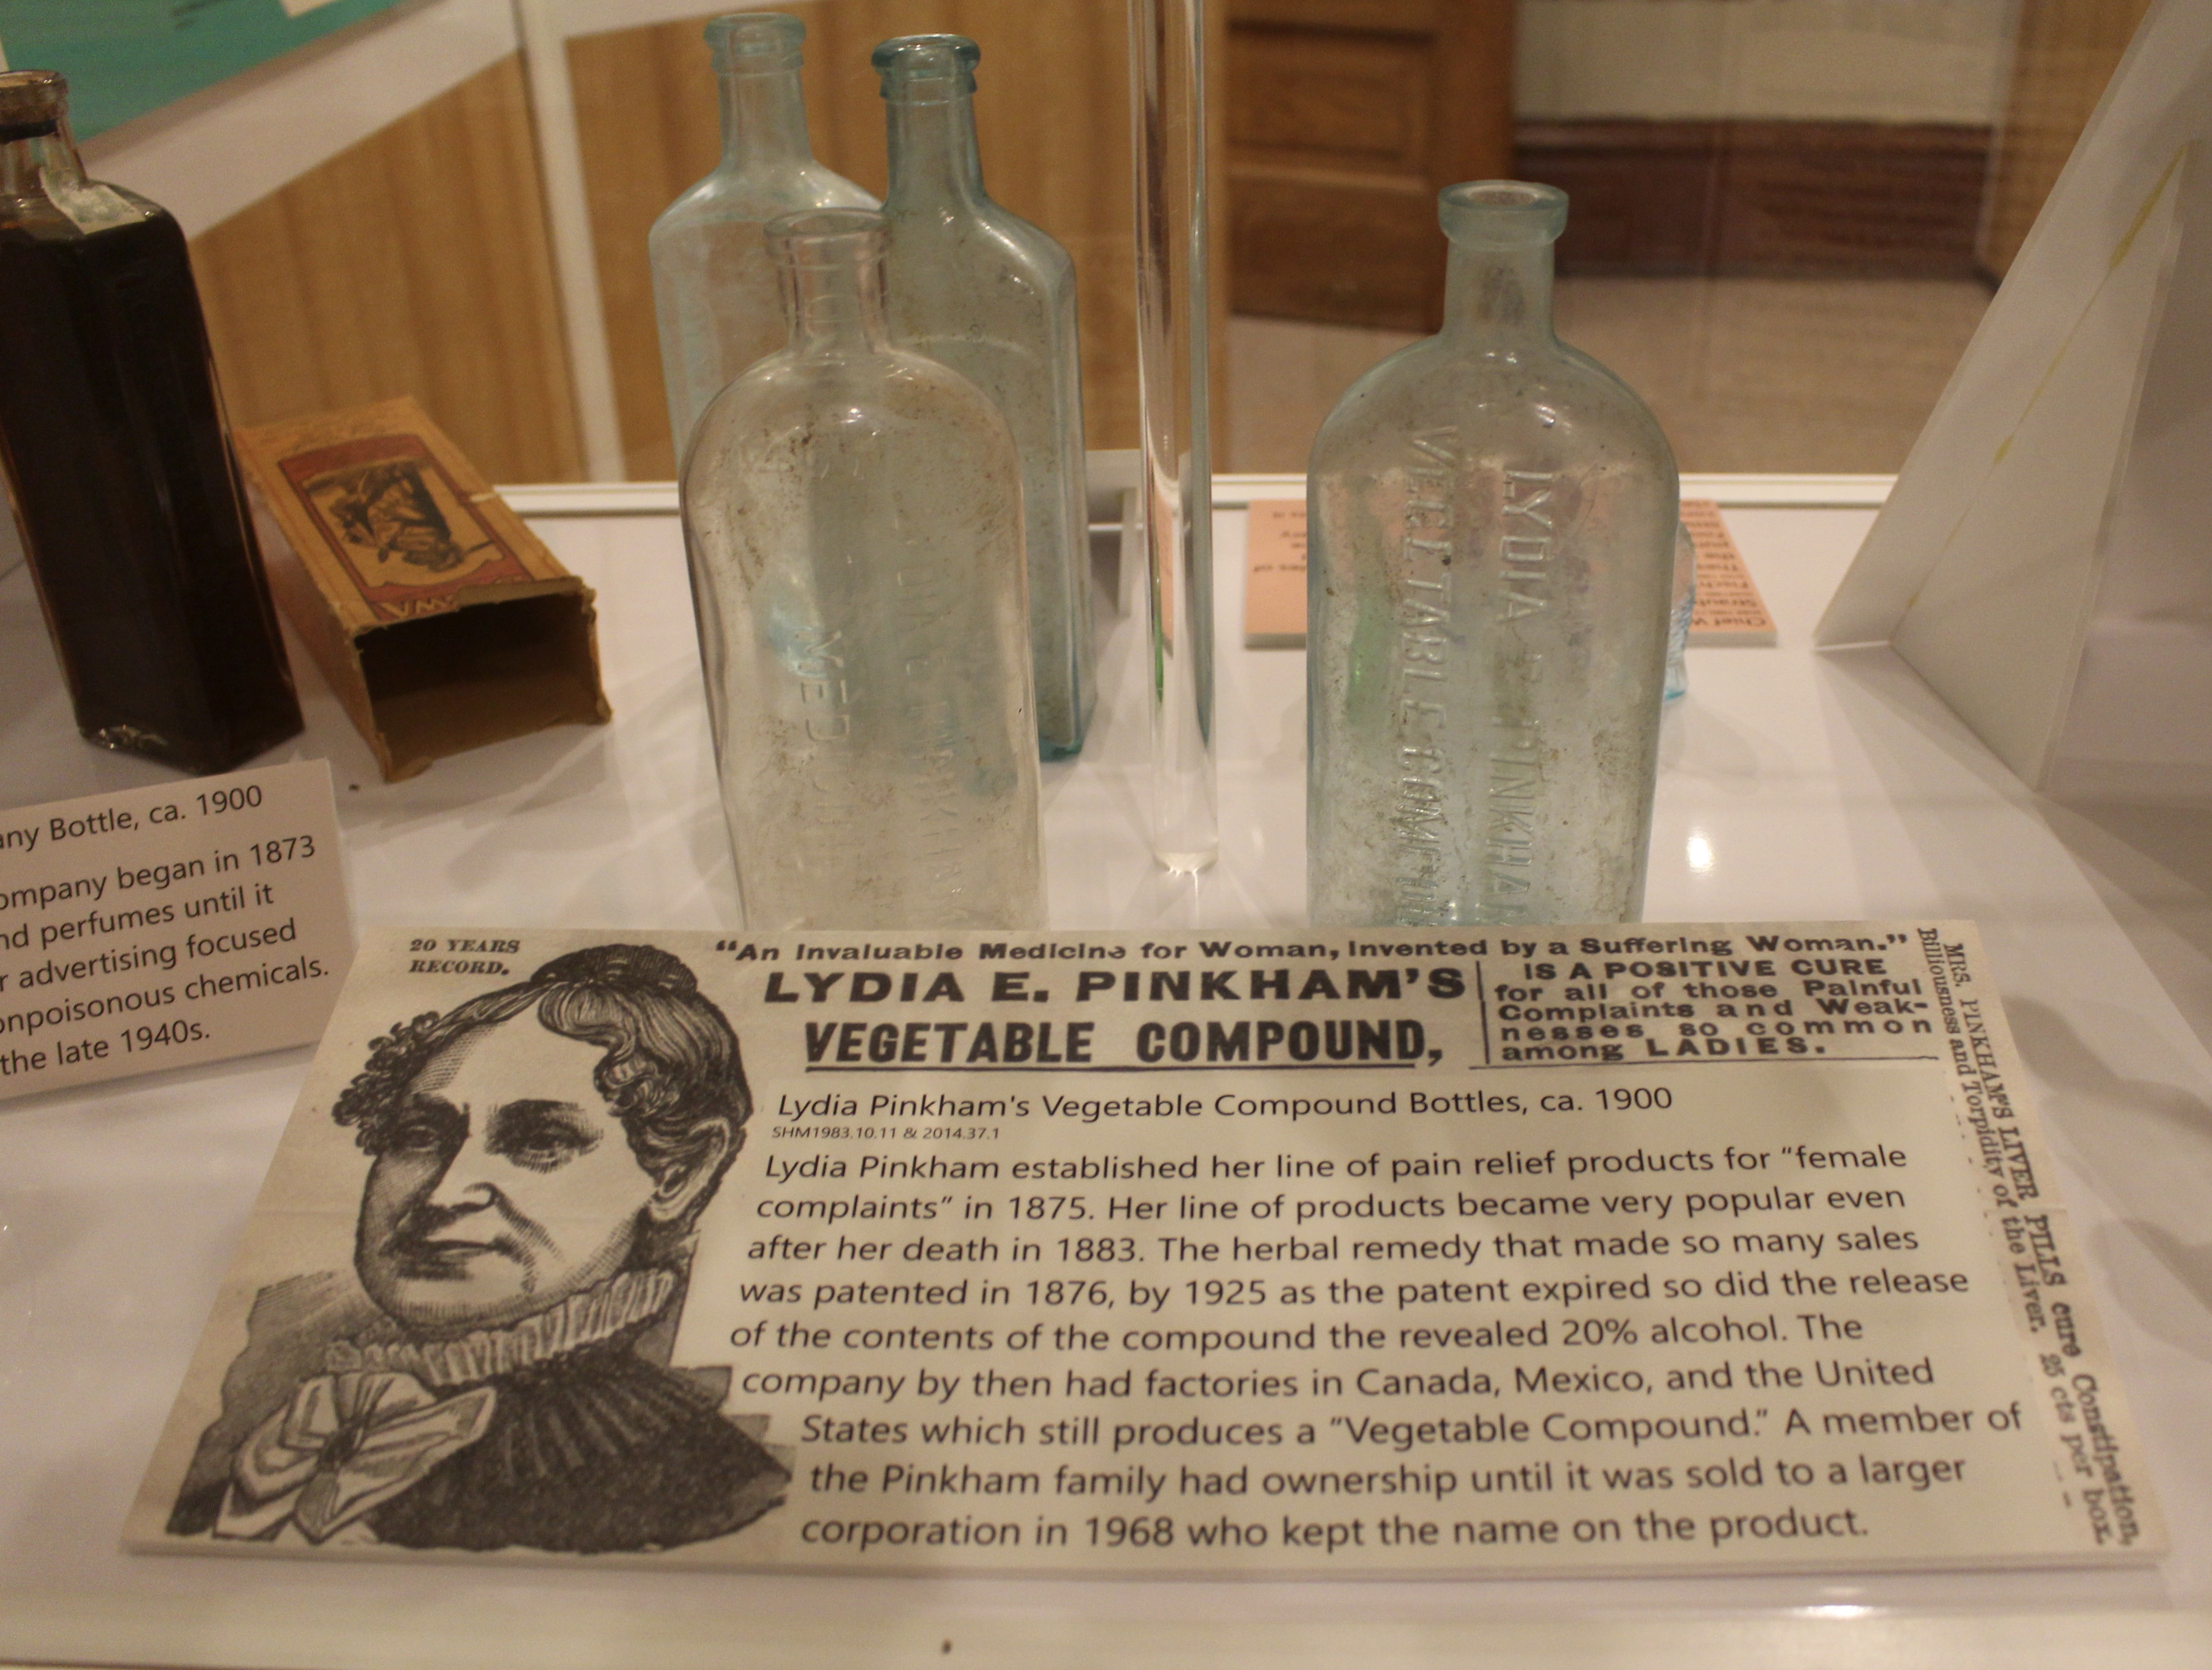 any Bottle, ca. 1900
ompany began in 1873
nd perfumes until it
r advertising focused
onpoisonous chemicals.
the late 1940s.
MED
LYDIA E PINKHAM
VEGETABLE COMPOUND
20 YEARS
RECORD.
"An Invaluable Medicine for Woman, Invented by a Suffering Woman."
LYDIA E. PINKHAM'S
VEGETABLE COMPOUND,
IS A POSITIVE CURE
for all of those Painful
Complaints and Weak-
nesses so common
among LADIES.
MRS. PINKHAM'S LIVER PILLS cure Constipation,
Biliousness and Torpidity of the Liver. 25 cts per box.
Lydia Pinkham's Vegetable Compound Bottles, ca. 1900
SHM1983.10.11 & 2014.37.1
Lydia Pinkham established her line of pain relief products for "female
complaints" in 1875. Her line of products became very popular even
after her death in 1883. The herbal remedy that made so many sales
was patented in 1876, by 1925 as the patent expired so did the release
of the contents of the compound the revealed 20% alcohol. The
company by then had factories in Canada, Mexico, and the United
States which still produces a "Vegetable Compound." A member of
the Pinkham family had ownership until it was sold to a larger
corporation in 1968 who kept the name on the product.